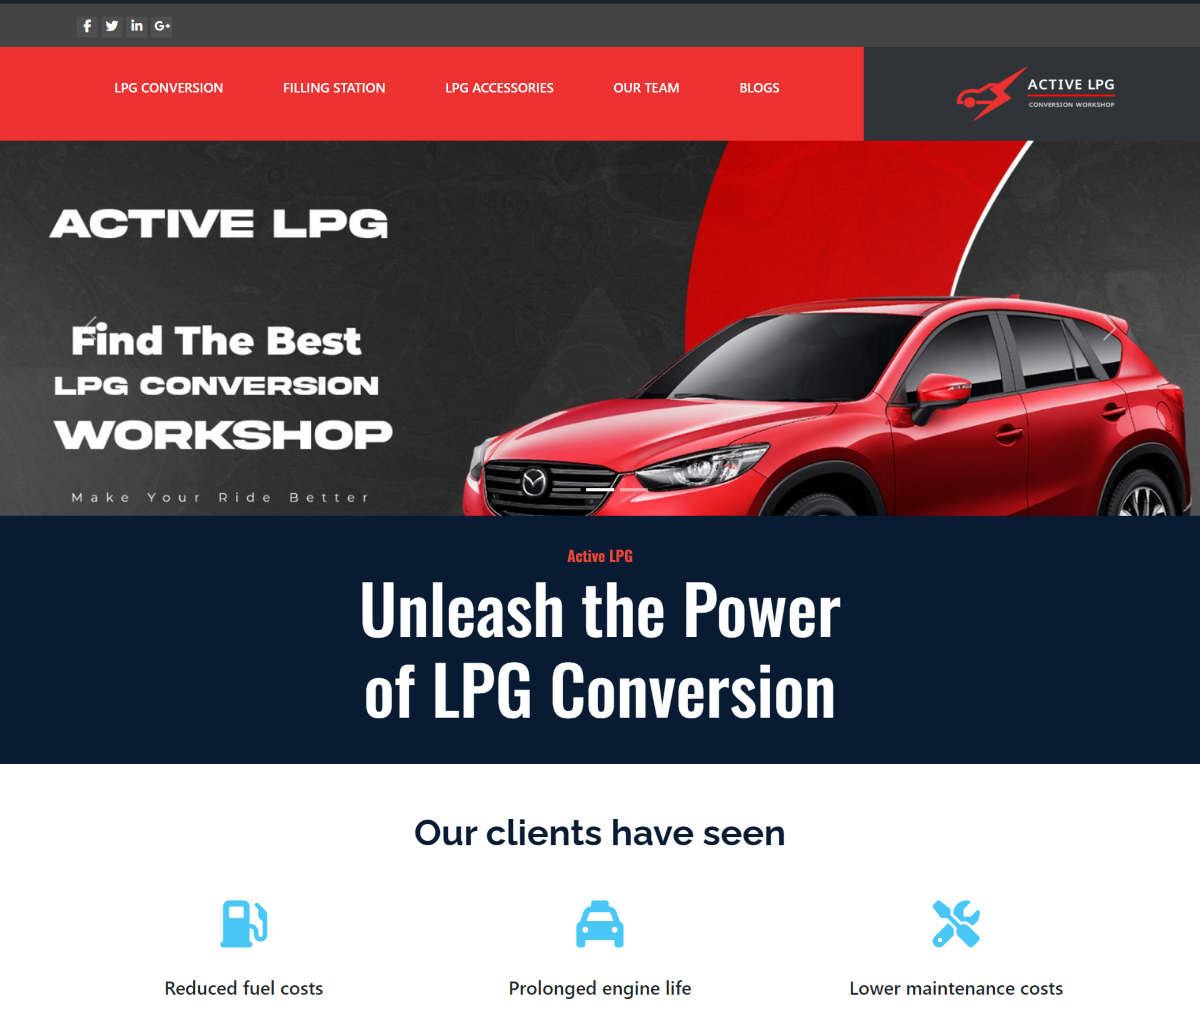 LPG CONVERSION
FILLING STATION
LPG ACCESSORIES
OUR TEAM
BLOGS
ACTIVE LPG
CONVERSION WORKSHOP
ACTIVE LPG
Find The Best
LPG CONVERSION
WORKSHOP
Make Your Ride Better
Active LPG
Unleash the Power
of LPG Conversion
Our clients have seen
Reduced fuel costs
Prolonged engine life
Lower maintenance costs